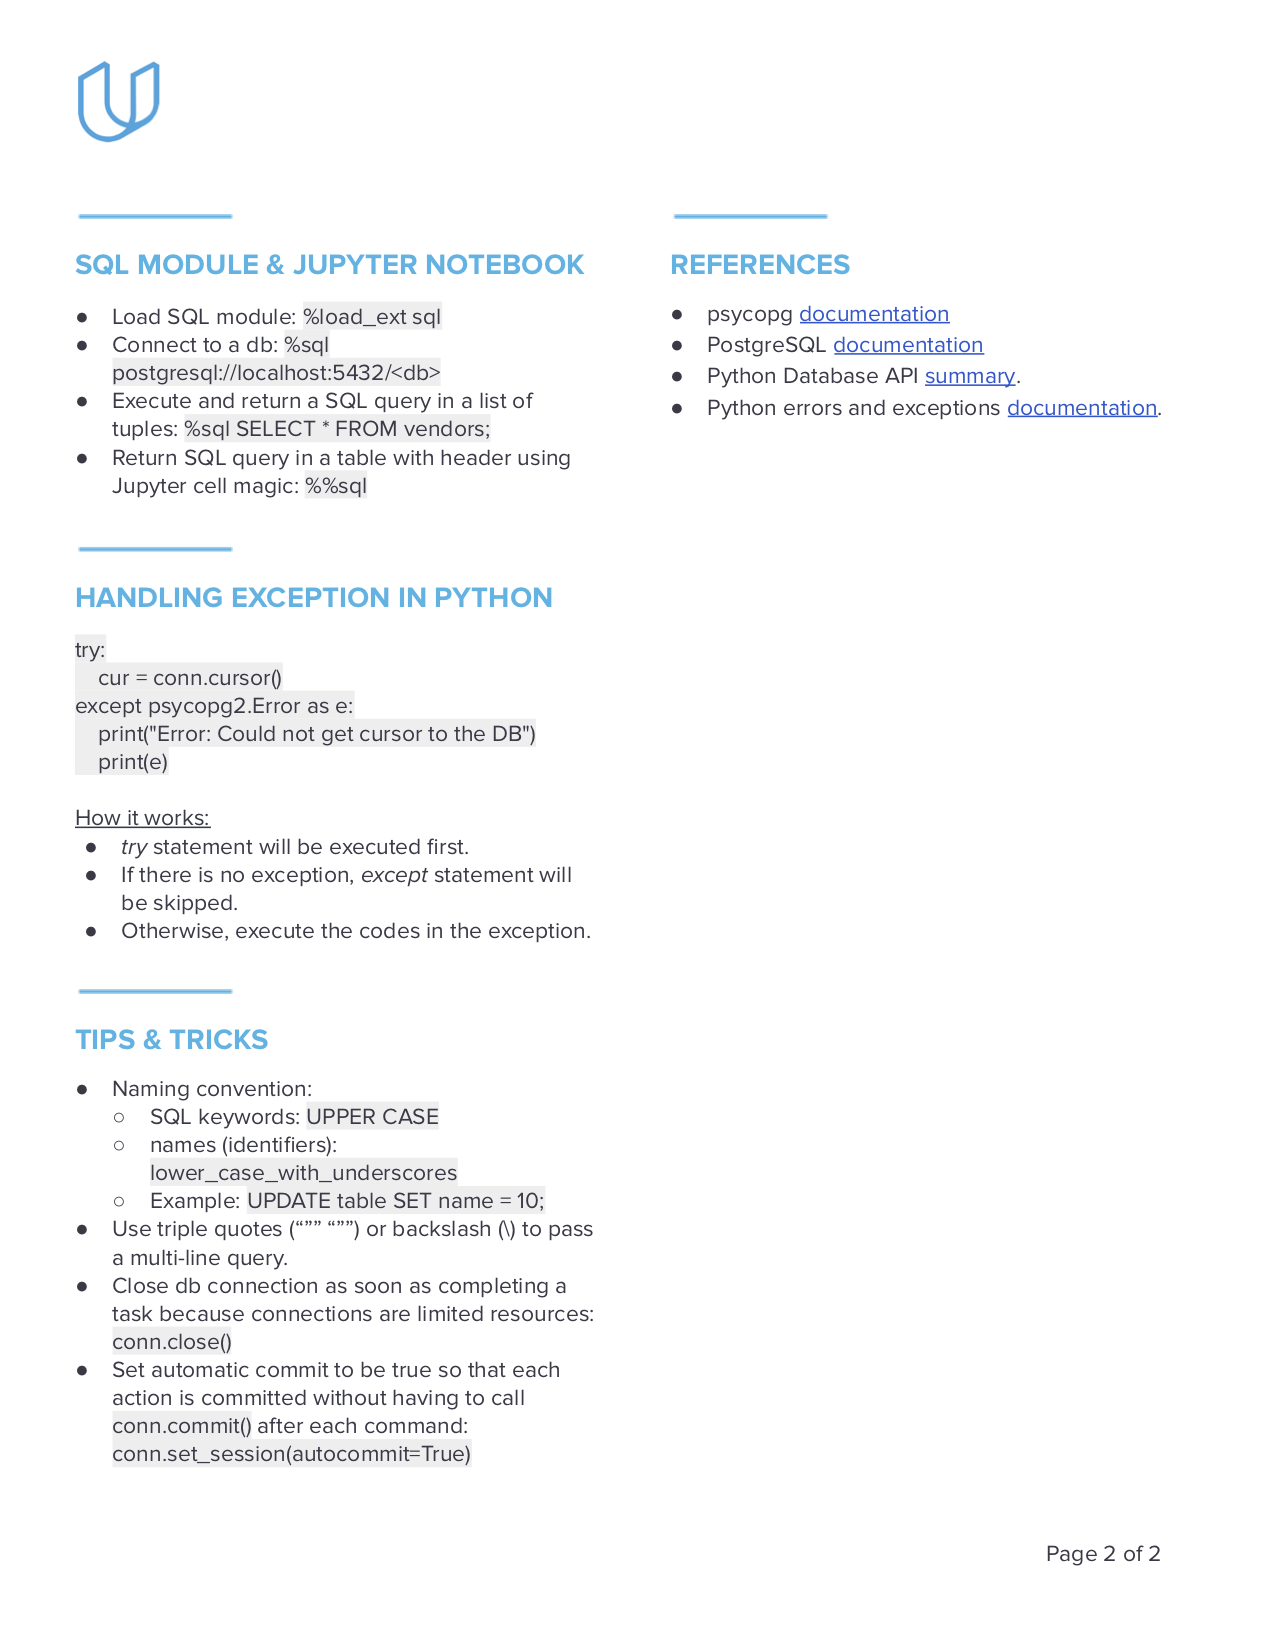 SQL MODULE & JUPYTER NOTEBOOK
● Load SQL module: %load_ext sql
● Connect to a db: %sql
postgresql://localhost:5432/<db>
● Execute and return a SQL query in a list of
tuples: %sql SELECT * FROM vendors;
● Return SQL query in a table with header using
Jupyter cell magic: %%sql
HANDLING EXCEPTION IN PYTHON
try:
    cur = conn.cursor()
except psycopg2.Error as e:
    print("Error: Could not get cursor to the DB")
    print(e)
How it works:
● try statement will be executed first.
● If there is no exception, except statement will
be skipped.
● Otherwise, execute the codes in the exception.
TIPS & TRICKS
● Naming convention:
○ SQL keywords: UPPER CASE
○ names (identifiers):
lower_case_with_underscores
○ Example: UPDATE table SET name = 10;
● Use triple quotes (“”” “””) or backslash (\) to pass
a multi-line query.
● Close db connection as soon as completing a
task because connections are limited resources:
conn.close()
● Set automatic commit to be true so that each
action is committed without having to call
conn.commit() after each command:
conn.set_session(autocommit=True)
REFERENCES
● psycopg documentation
● PostgreSQL documentation
● Python Database API summary.
● Python errors and exceptions documentation.
Page 2 of 2